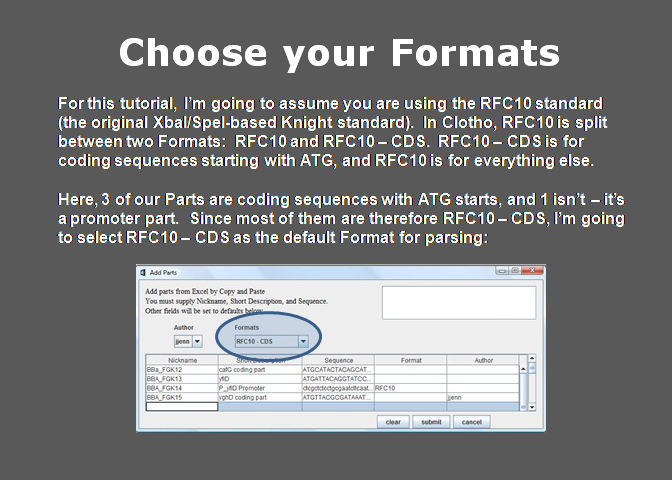 Choose your Formats
For this tutorial, I'm going to assume you are using the RFC10 standard
(the original XbaI/SpeI-based Knight standard).  In Clotho, RFC10 is split
between two Formats:  RFC10 and RFC10 – CDS.  RFC10 – CDS is for
coding sequences starting with ATG, and RFC10 is for everything else.
Here, 3 of our Parts are coding sequences with ATG starts, and 1 isn't – it's
a promoter part.  Since most of them are therefore RFC10 – CDS, I'm going
to select RFC10 – CDS as the default Format for parsing:
Add Parts
Add parts from Excel by Copy and Paste
You must supply Nickname, Short Description, and Sequence.
Other fields will be set to defaults below
Author Formats
jjenn RFC10 - CDS
Nickname Short Description Sequence Format Author
BBA_FGK12 cafG coding part ATGCATACTACAGCAT...
BBA_FGK13 yfiD ATGATTACAGGTATCC...
BBA_FGK14 P_yfiD Promoter RFC10
BBA_FGK15 yghD coding part ATGTTACGCGATAAAT... jjenn
clear submit cancel